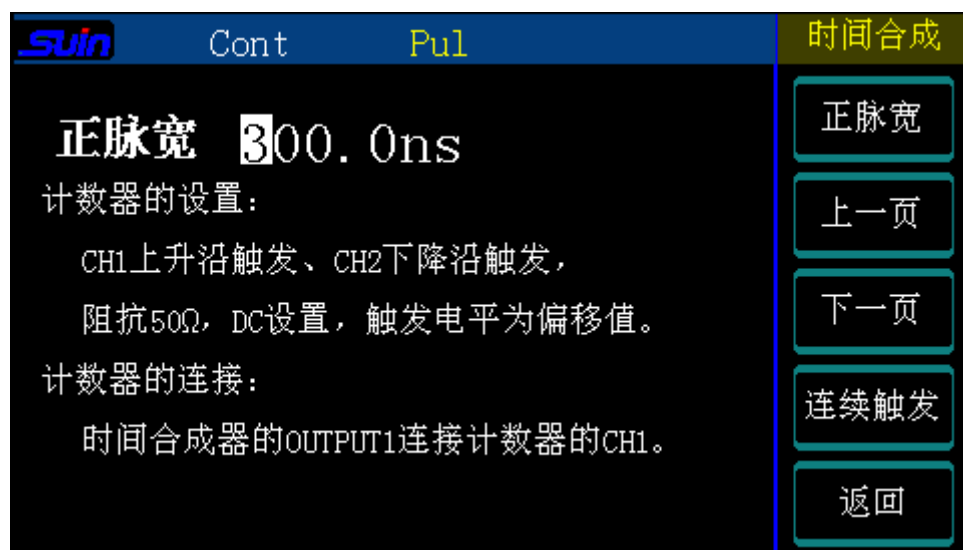 Suin Cont Pul 时间合成
正脉宽 300.0ns
计数器的设置：
CH1上升沿触发、CH2下降沿触发，
阻抗50Ω，DC设置，触发电平为偏移值。
计数器的连接：
时间合成器的OUTPUT1连接计数器的CH1。
正脉宽
上一页
下一页
连续触发
返回